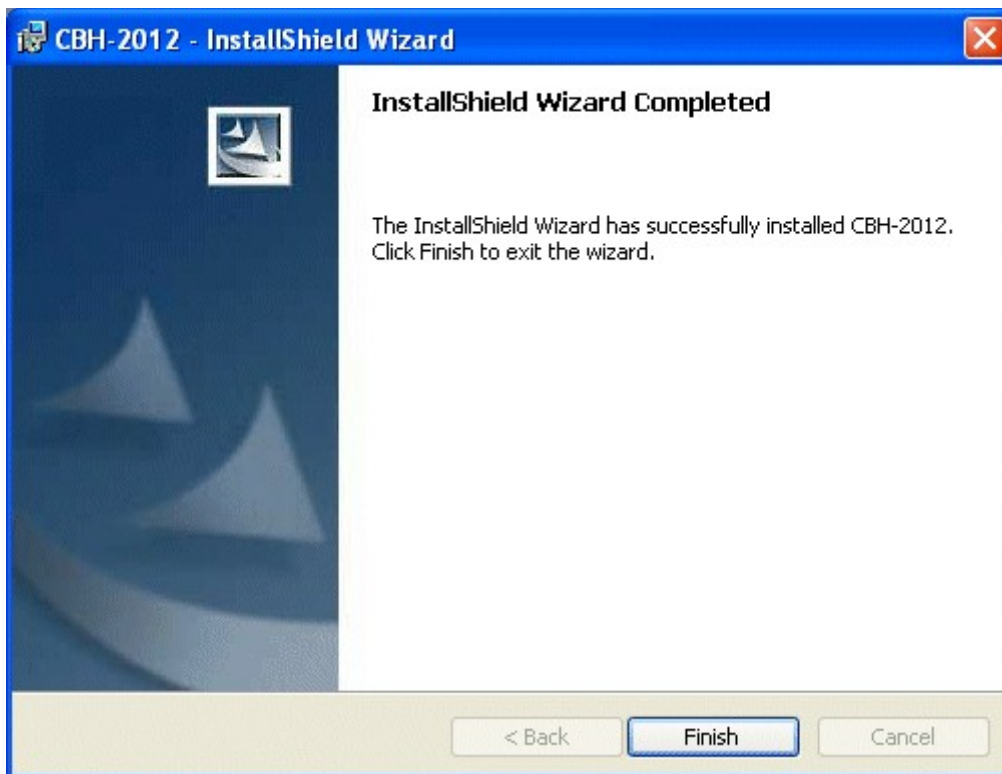 CBH-2012 - InstallShield Wizard
InstallShield Wizard Completed
The InstallShield Wizard has successfully installed CBH-2012.
Click Finish to exit the wizard.
< Back
Finish
Cancel